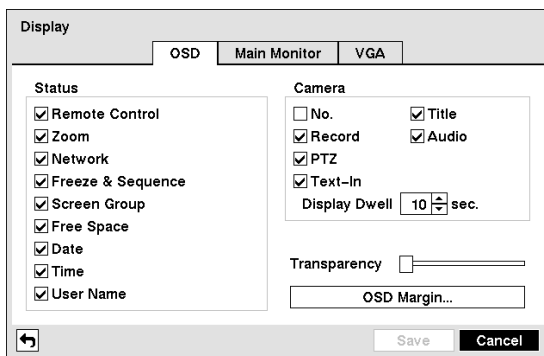 Display
OSD Main Monitor VGA
Status
Remote Control
Zoom
Network
Freeze & Sequence
Screen Group
Free Space
Date
Time
User Name
Camera
No. Title
Record Audio
PTZ
Text-In
Display Dwell 10 sec.
Transparency
OSD Margin...
Save Cancel